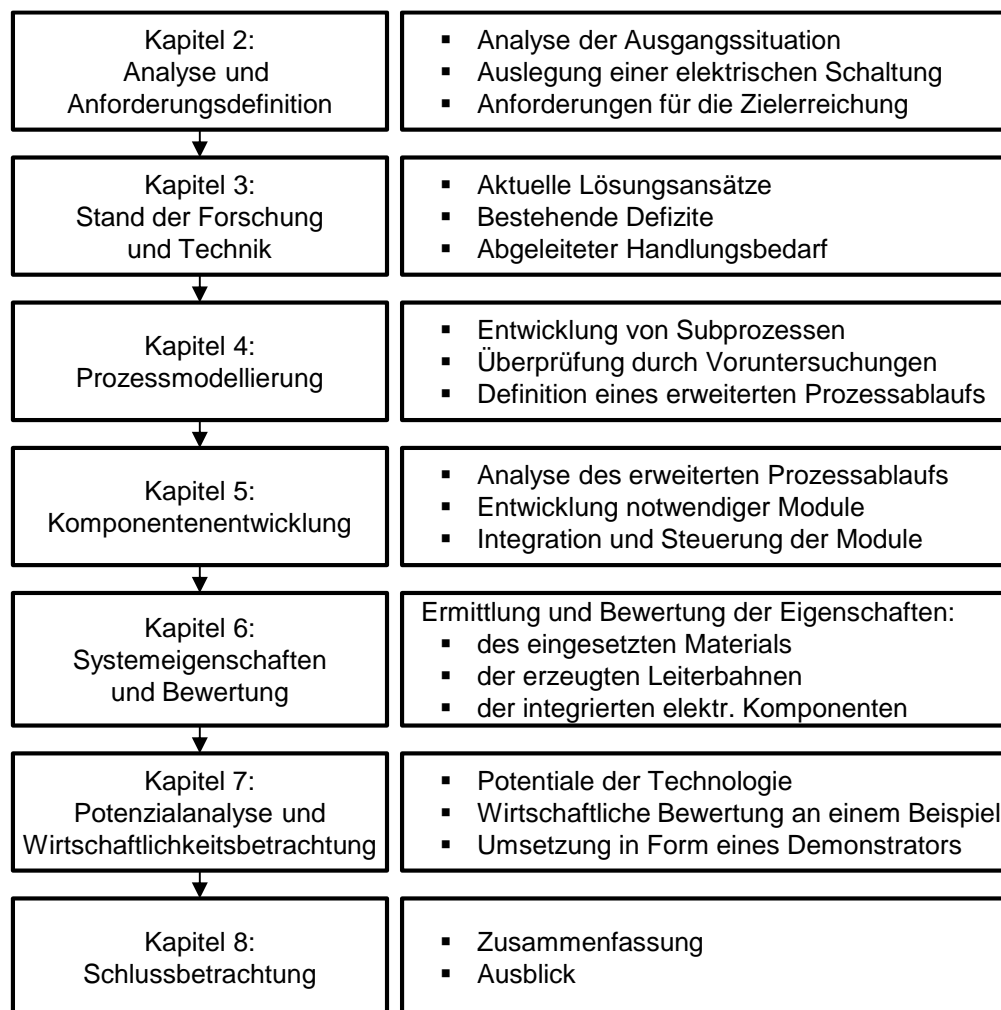 Kapitel 2:
Analyse und
Anforderungsdefinition
▪ Analyse der Ausgangssituation
▪ Auslegung einer elektrischen Schaltung
▪ Anforderungen für die Zielerreichung
Kapitel 3:
Stand der Forschung
und Technik
▪ Aktuelle Lösungsansätze
▪ Bestehende Defizite
▪ Abgeleiteter Handlungsbedarf
Kapitel 4:
Prozessmodellierung
▪ Entwicklung von Subprozessen
▪ Überprüfung durch Voruntersuchungen
▪ Definition eines erweiterten Prozessablaufs
Kapitel 5:
Komponentenentwicklung
▪ Analyse des erweiterten Prozessablaufs
▪ Entwicklung notwendiger Module
▪ Integration und Steuerung der Module
Kapitel 6:
Systemeigenschaften
und Bewertung
Ermittlung und Bewertung der Eigenschaften:
▪ des eingesetzten Materials
▪ der erzeugten Leiterbahnen
▪ der integrierten elektr. Komponenten
Kapitel 7:
Potenzialanalyse und
Wirtschaftlichkeitsbetrachtung
▪ Potentiale der Technologie
▪ Wirtschaftliche Bewertung an einem Beispiel
▪ Umsetzung in Form eines Demonstrators
Kapitel 8:
Schlussbetrachtung
▪ Zusammenfassung
▪ Ausblick